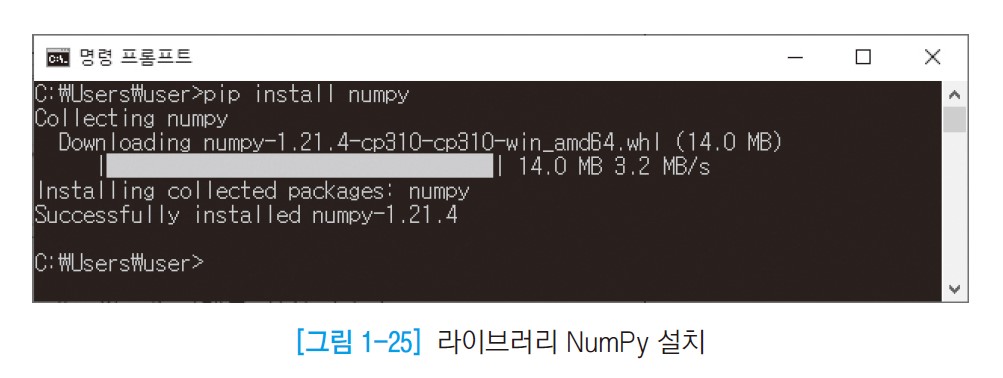 명령 프롬프트
C:₩Users₩user>pip install numpy
Collecting numpy
Downloading numpy-1.21.4-cp310-cp310-win_amd64.whl (14.0 MB)
| | 14.0 MB 3.2 MB/s
Installing collected packages: numpy
Successfully installed numpy-1.21.4
C:₩Users₩user>
[그림 1-25] 라이브러리 NumPy 설치